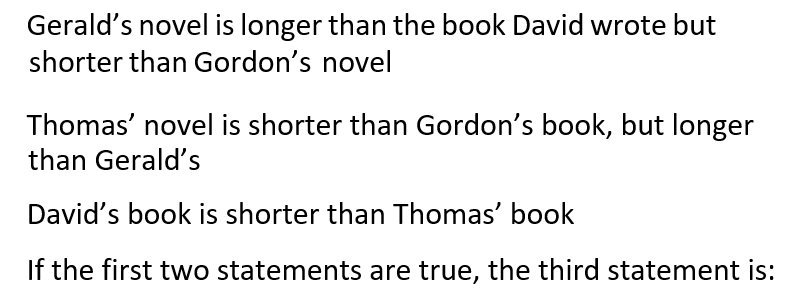 Gerald’s novel is longer than the book David wrote but
shorter than Gordon’s novel
Thomas’ novel is shorter than Gordon’s book, but longer
than Gerald’s
David’s book is shorter than Thomas’ book
If the first two statements are true, the third statement is: